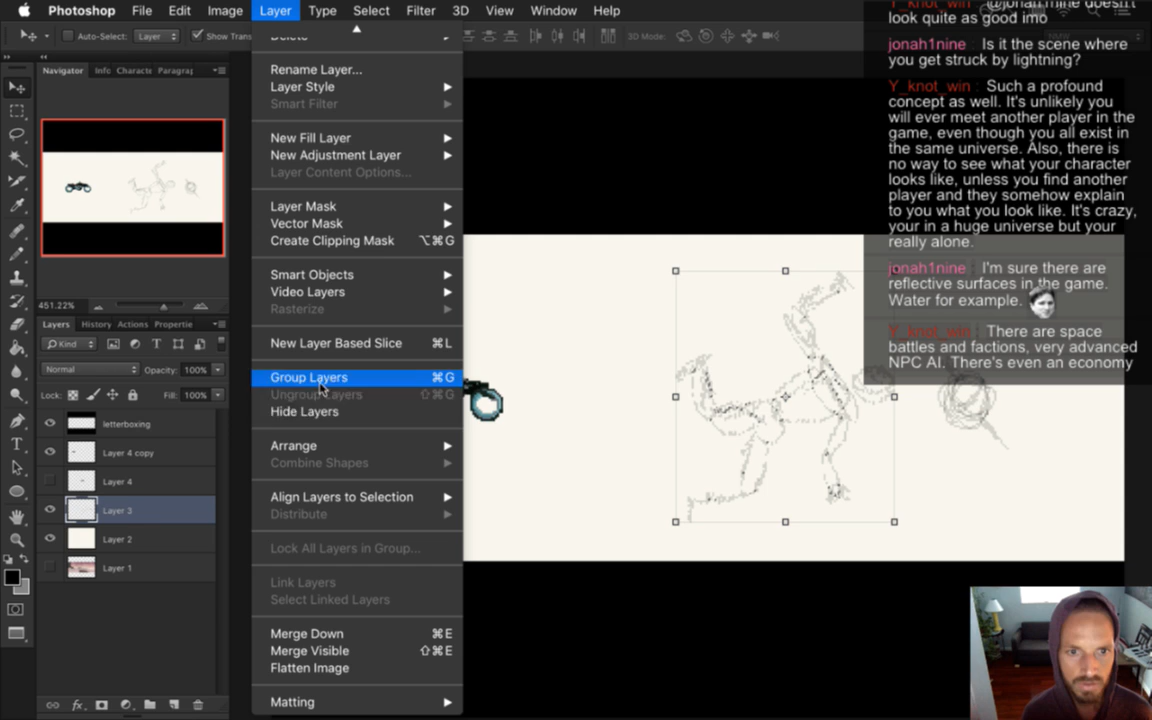 Photoshop File Edit Image Layer Type Select Filter 3D View Window Help
Auto-Select: Layer Show Trans 3D Mode:
Navigator Info Characte Paragraj
451.22%
Layers History Actions Propertie
Kind
Normal Opacity: 100%
Lock: Fill: 100%
letterboxing
Layer 4 copy
Layer 4
Layer 3
Layer 2
Layer 1
Delete
Rename Layer...
Layer Style
Smart Filter
New Fill Layer
New Adjustment Layer
Layer Content Options...
Layer Mask
Vector Mask
Create Clipping Mask ⌥⌘G
Smart Objects
Video Layers
Rasterize
New Layer Based Slice ⌘L
Group Layers ⌘G
Ungroup Layers ⇧⌘G
Hide Layers
Arrange
Combine Shapes
Align Layers to Selection
Distribute
Lock All Layers in Group...
Link Layers
Select Linked Layers
Merge Down ⌘E
Merge Visible ⇧⌘E
Flatten Image
Matting
Y_knot_win : @jonah mine doesn't
look quite as good imo
jonah1nine : Is it the scene where
you get struck by lightning?
Y_knot_win : Such a profound
concept as well. It's unlikely you
will ever meet another player in the
game, even though you all exist in
the same universe. Also, there is
no way to see what your character
looks like, unless you find another
player and they somehow explain
to you what you look like. It's crazy,
your in a huge universe but your
really alone.
jonah1nine : I'm sure there are
reflective surfaces in the game.
Water for example.
Y_knot_win : There are space
battles and factions, very advanced
NPC AI. There's even an economy